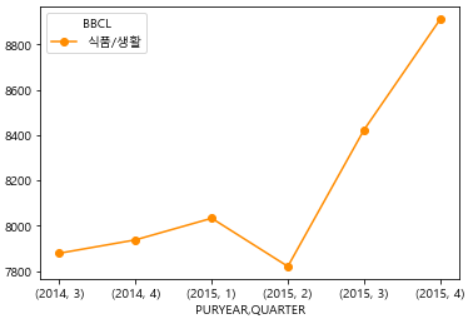 BBCL
식품/생활
8800
8600
8400
8200
8000
7800
(2014, 3) (2014, 4) (2015, 1) (2015, 2) (2015, 3) (2015, 4)
PURYEAR,QUARTER